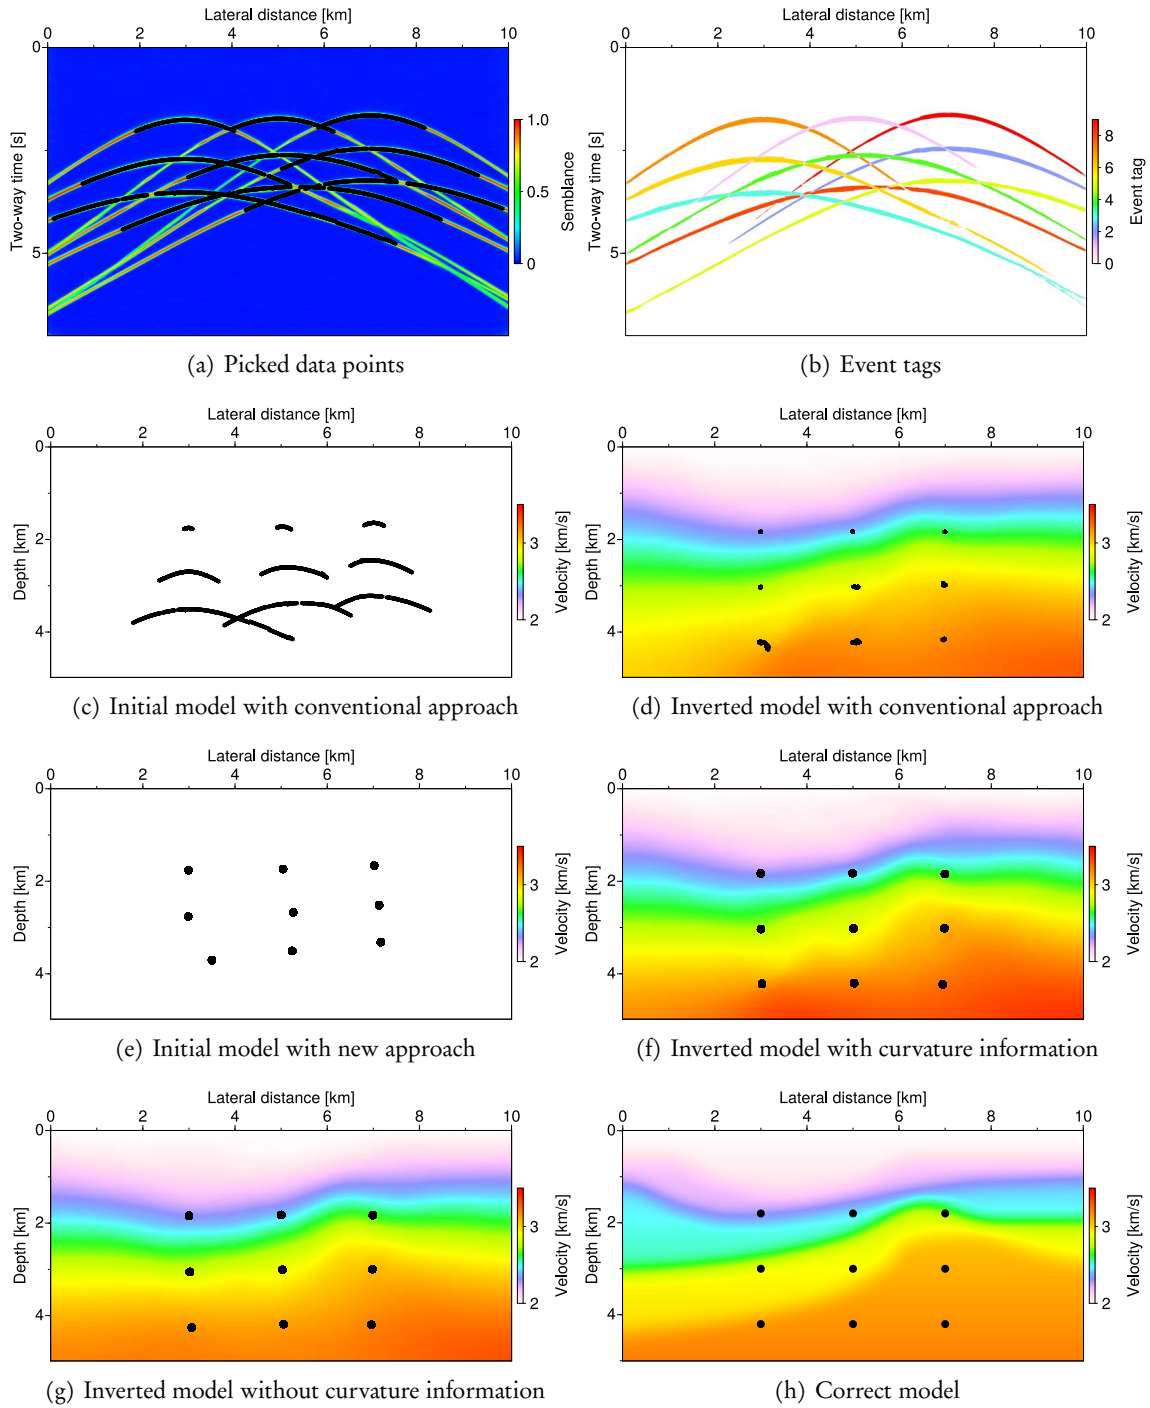 Lateral distance [km]
0 2 4 6 8 10
0
5
Two-way time [s]
1.0
0.5
0
Semblance
(a) Picked data points
Lateral distance [km]
0 2 4 6 8 10
0
5
Two-way time [s]
8
6
4
2
0
Event tag
(b) Event tags
Lateral distance [km]
0 2 4 6 8 10
0
2
4
Depth [km]
3
2
Velocity [km/s]
(c) Initial model with conventional approach
Lateral distance [km]
0 2 4 6 8 10
0
2
4
Depth [km]
3
2
Velocity [km/s]
(d) Inverted model with conventional approach
Lateral distance [km]
0 2 4 6 8 10
0
2
4
Depth [km]
3
2
Velocity [km/s]
(e) Initial model with new approach
Lateral distance [km]
0 2 4 6 8 10
0
2
4
Depth [km]
3
2
Velocity [km/s]
(f) Inverted model with curvature information
Lateral distance [km]
0 2 4 6 8 10
0
2
4
Depth [km]
3
2
Velocity [km/s]
(g) Inverted model without curvature information
Lateral distance [km]
0 2 4 6 8 10
0
2
4
Depth [km]
3
2
Velocity [km/s]
(h) Correct model